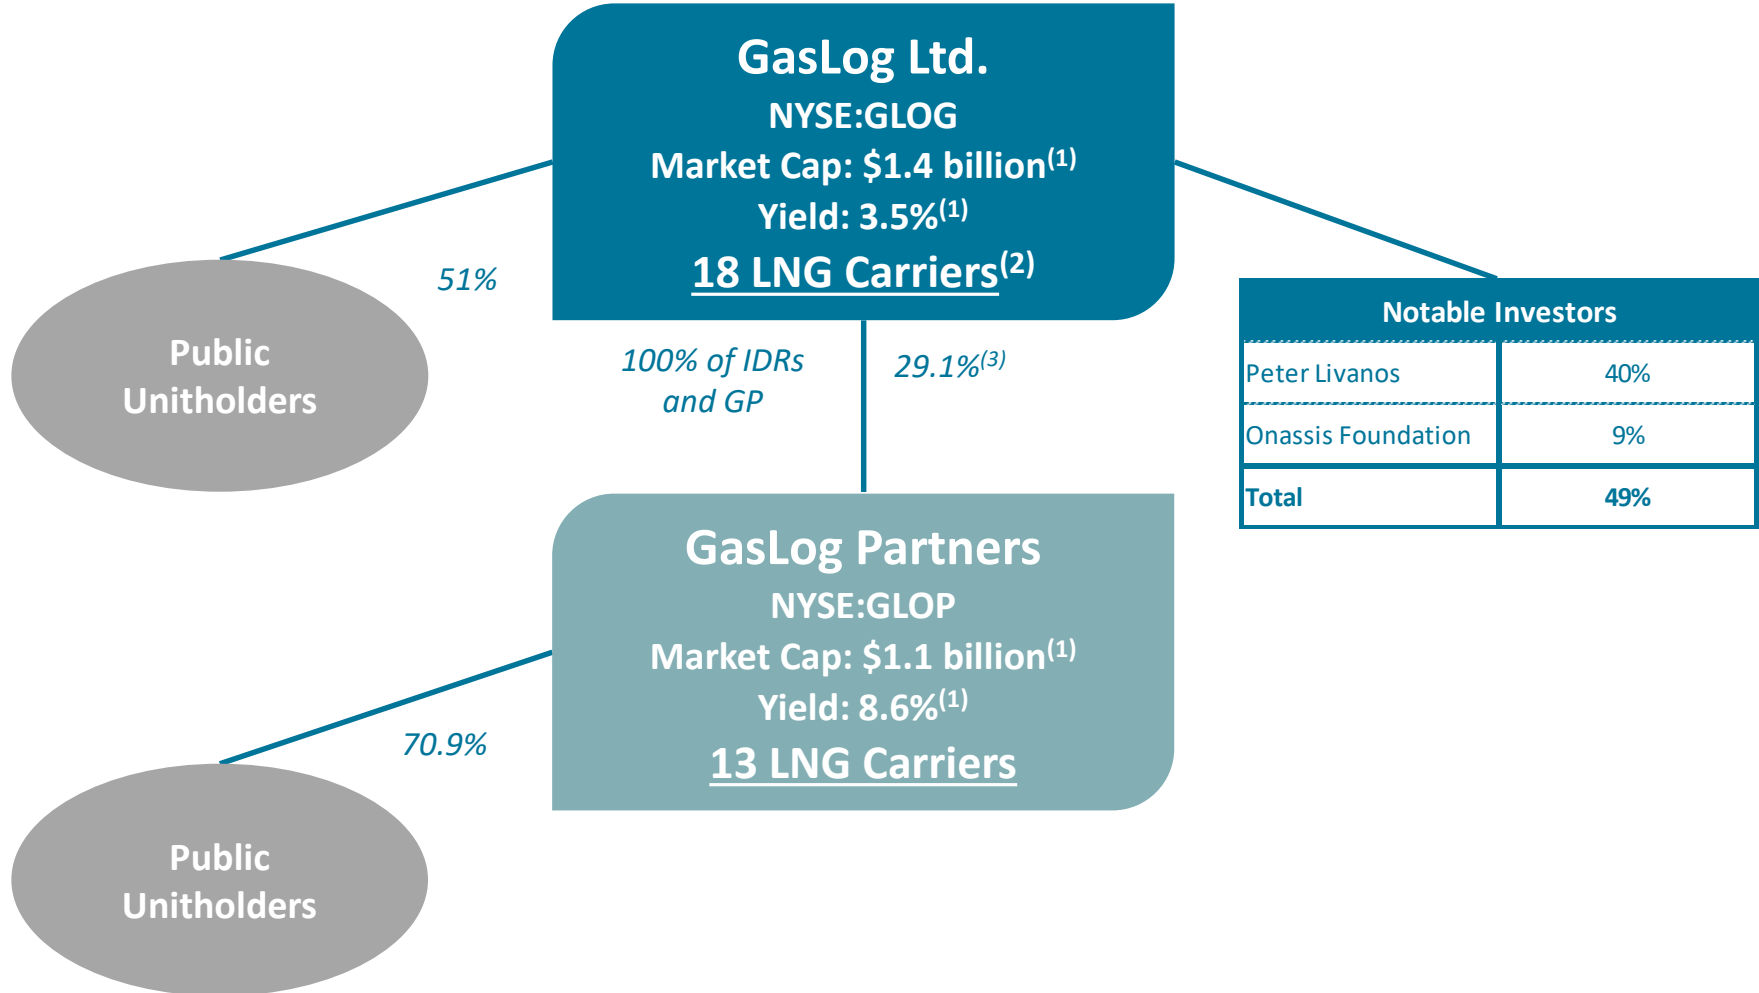 GasLog Ltd.
NYSE:GLOG
Market Cap: $1.4 billion(1)
Yield: 3.5%(1)
18 LNG Carriers(2)
51%
Public
Unitholders
Notable Investors
Peter Livanos 40%
Onassis Foundation 9%
Total 49%
100% of IDRs
and GP
29.1%(3)
GasLog Partners
NYSE:GLOP
Market Cap: $1.1 billion(1)
Yield: 8.6%(1)
13 LNG Carriers
70.9%
Public
Unitholders